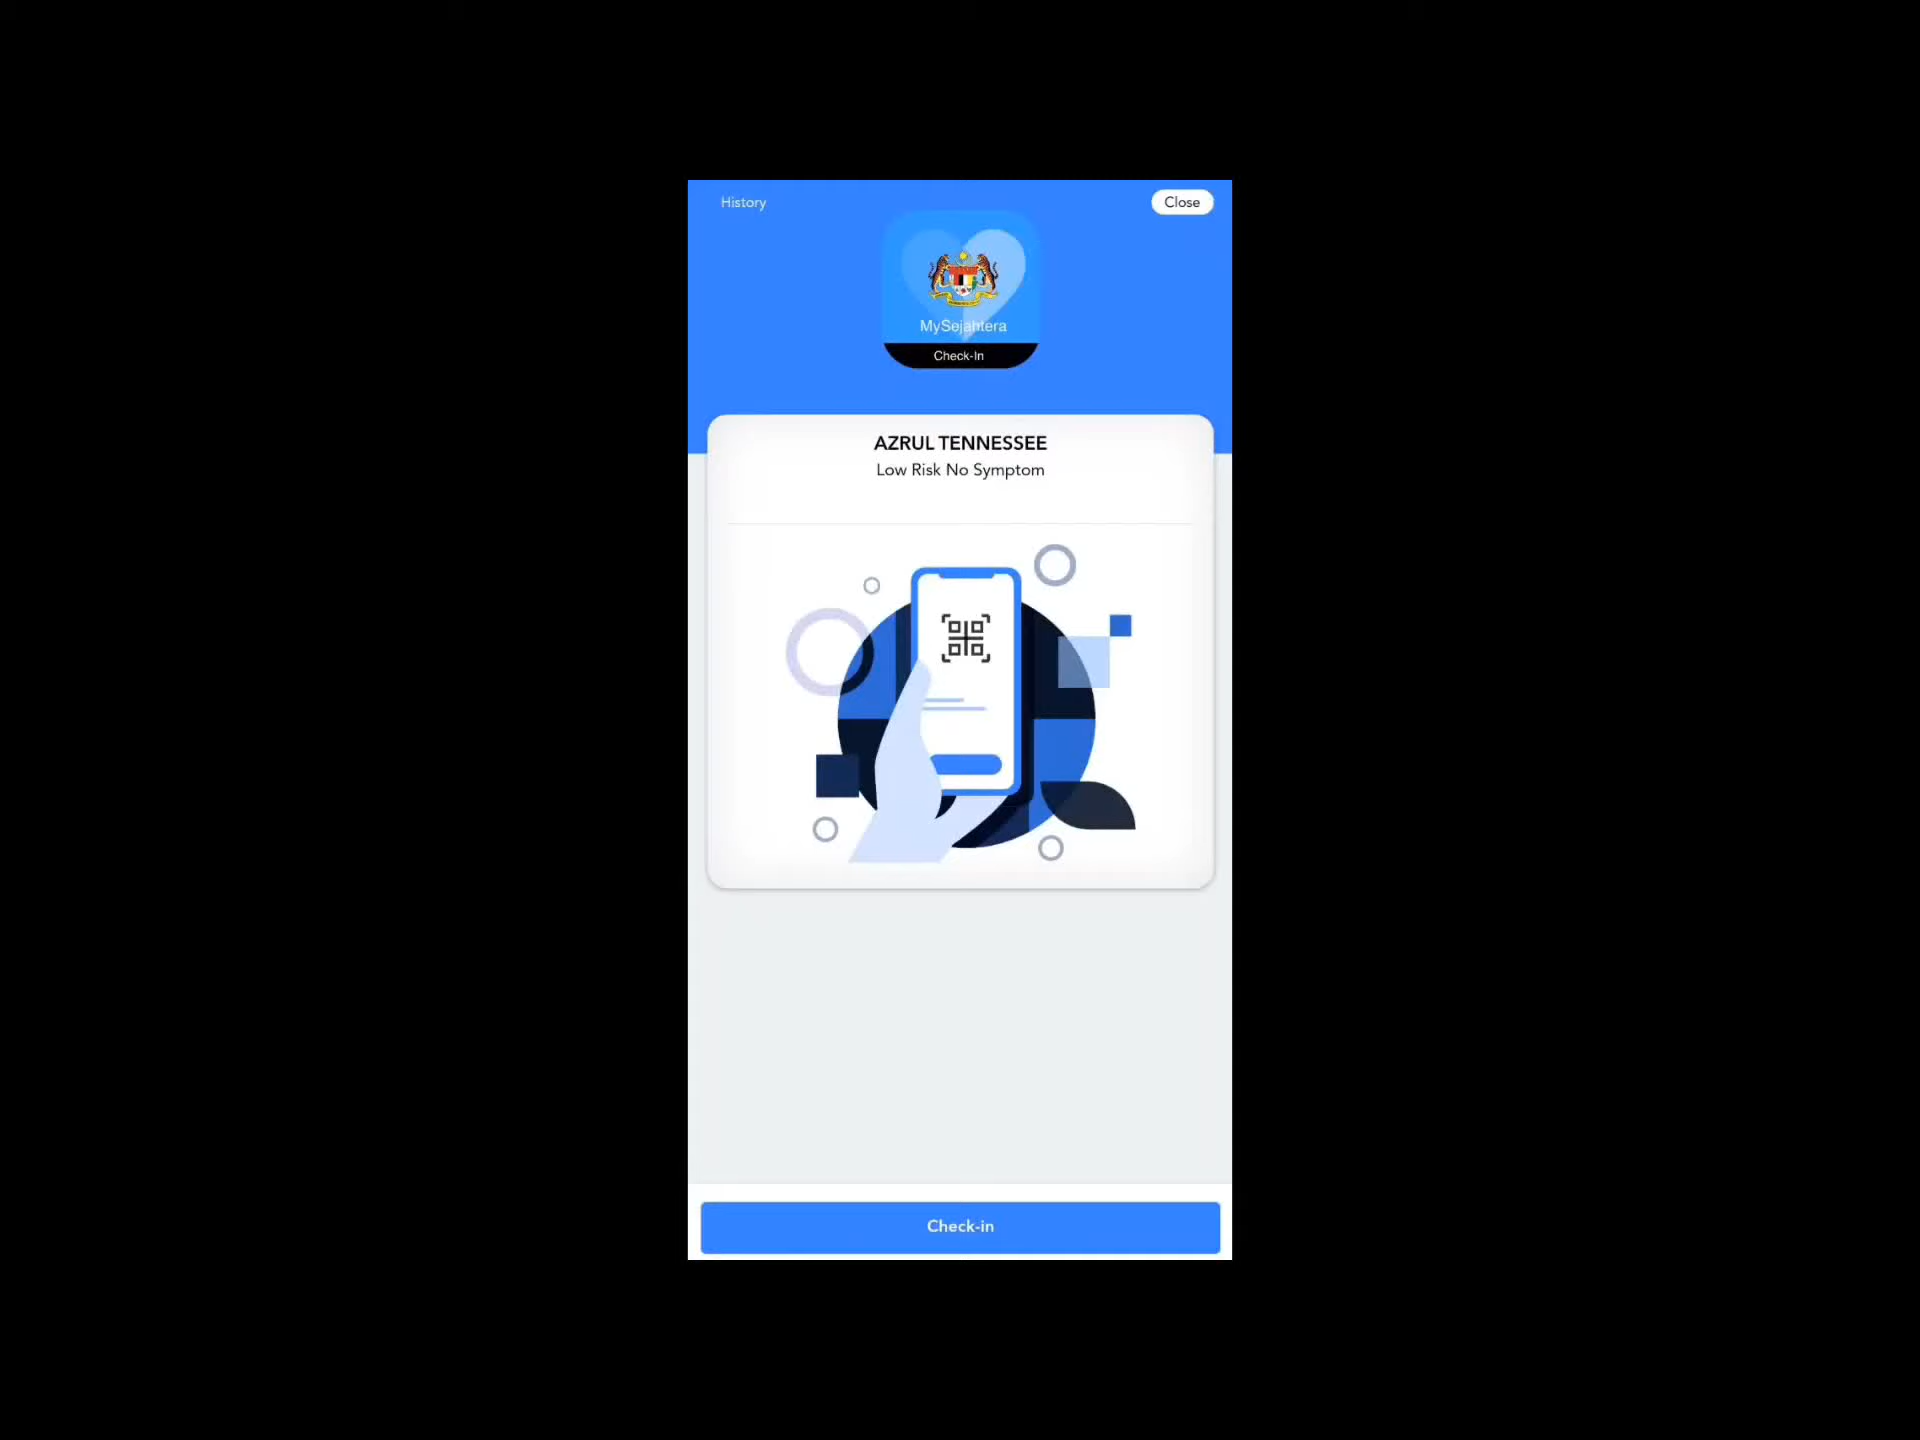 History
Close
MySejahtera
Check-In
AZRUL TENNESSEE
Low Risk No Symptom
Check-in